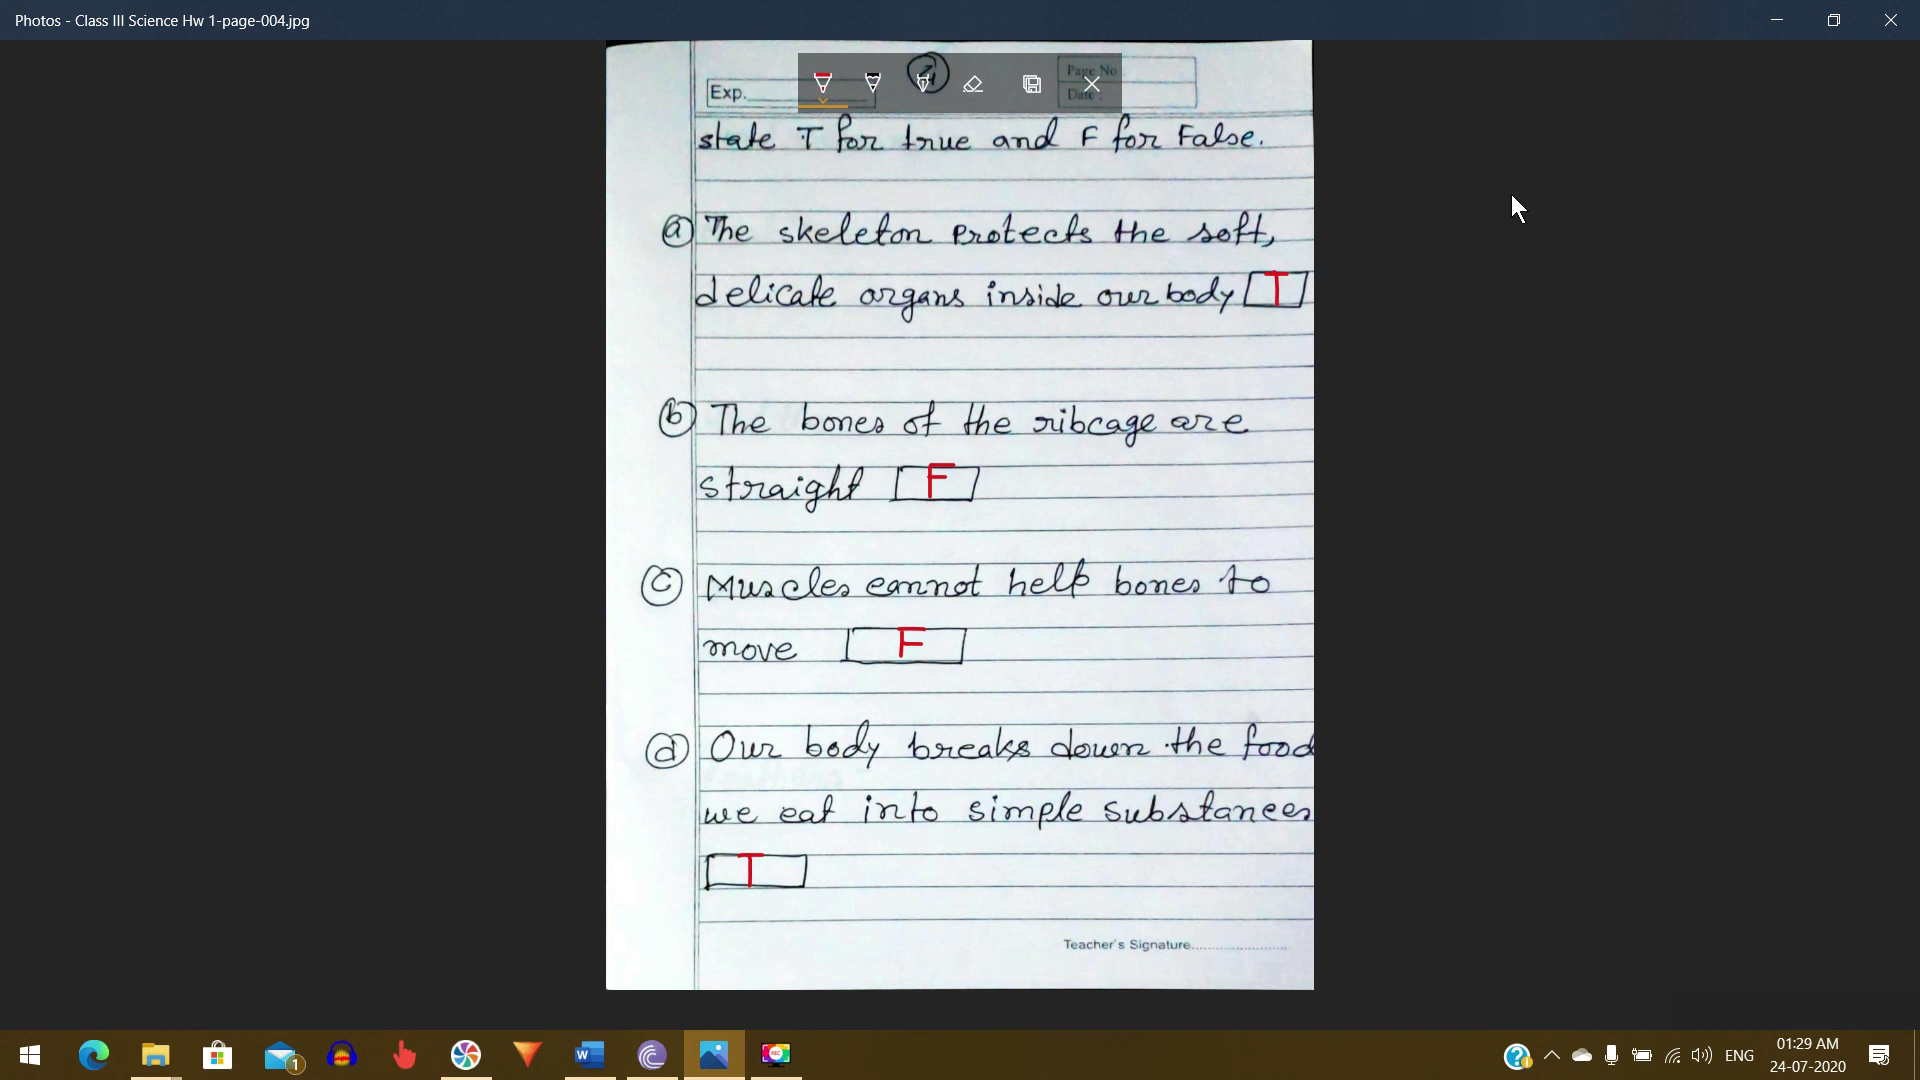 Photos - Class III Science Hw 1-page-004.jpg
Page No
Exp.
Date :
state T for true and F for False.
a The skeleton Protects the soft,
delicate organs inside our body T
b The bones of the ribcage are
straight F
c Muscles cannot help bones to
move F
d Our body breaks down the food
we eat into simple substances
T
Teacher's Signature
1
REC
ENG
01:29 AM
24-07-2020